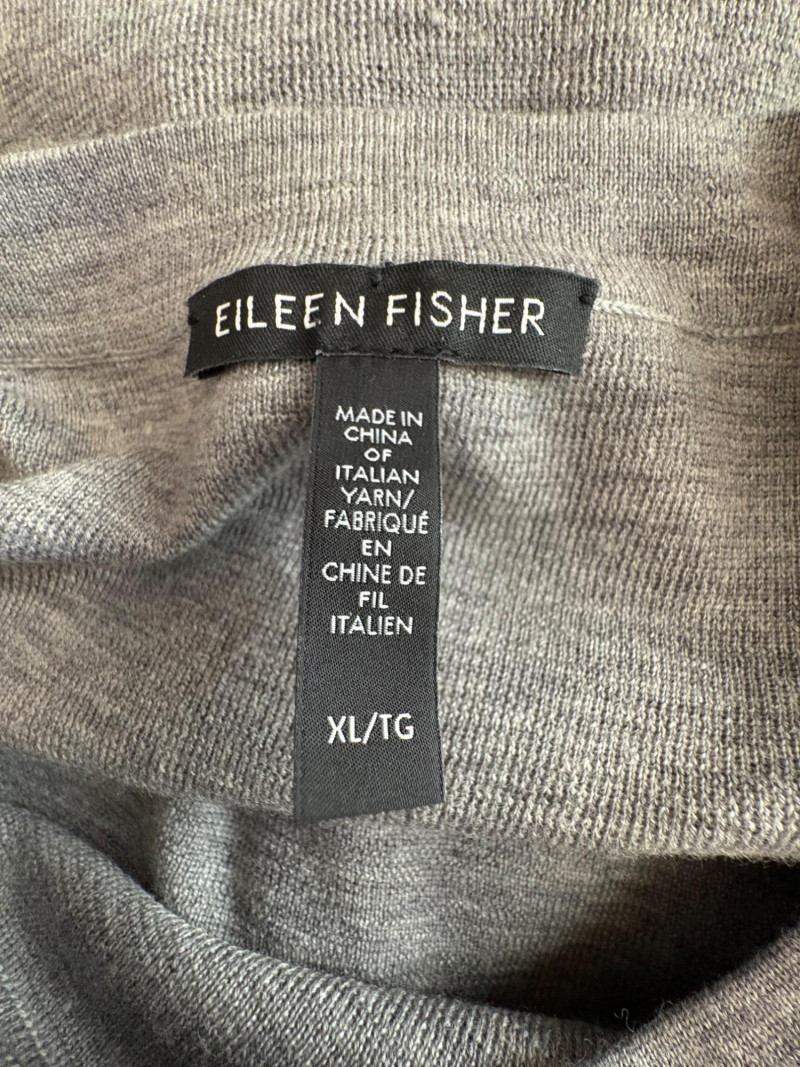 EILEEN FISHER
MADE IN
CHINA
OF
ITALIAN
YARN/
FABRIQUÉ
EN
CHINE DE
FIL
ITALIEN
XL/TG